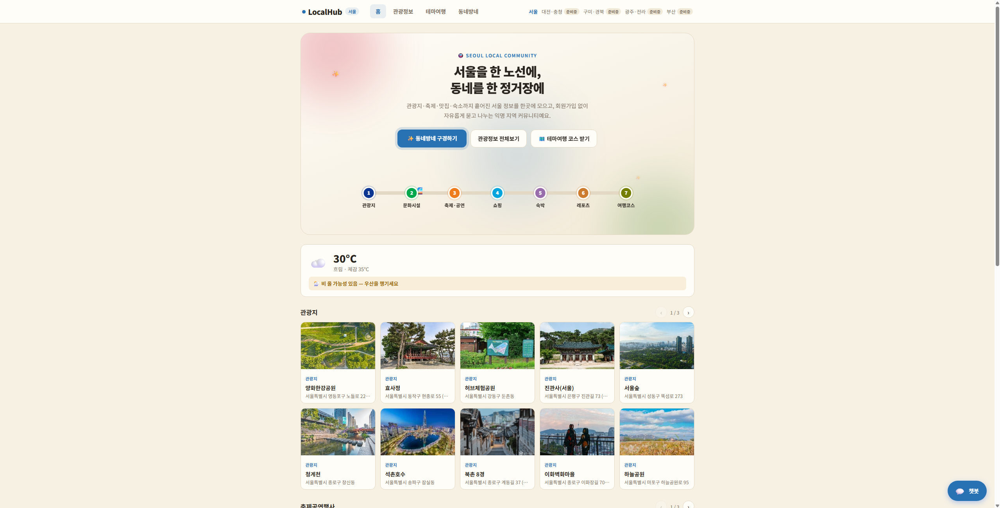 LocalHub 서울 홈 관광정보 테마여행 동네방네 서울 대전·충청 준비중 구미·경북 준비중 광주·전라 준비중 부산 준비중
SEOUL LOCAL COMMUNITY
서울을 한 노선에,
동네를 한 정거장에
관광지·축제·맛집·숙소까지 흩어진 서울 정보를 한곳에 모으고, 회원가입 없이
자유롭게 묻고 나누는 익명 지역 커뮤니티예요.
✨ 동네방네 구경하기 관광정보 전체보기 🗺️ 테마여행 코스 받기
1 2 3 4 5 6 7
관광지 문화시설 축제·공연 쇼핑 숙박 레포츠 여행코스
30°C
흐림 · 체감 35°C
비 올 가능성 있음 — 우산을 챙기세요
관광지 ‹ 1 / 3 ›
관광지 관광지 관광지 관광지 관광지
양화한강공원 효사정 허브체험공원 진관사(서울) 서울숲
서울특별시 영등포구 노들로 22… 서울특별시 동작구 현충로 55 (… 서울특별시 강동구 둔촌동 서울특별시 은평구 진관길 73 (… 서울특별시 성동구 뚝섬로 273
관광지 관광지 관광지 관광지 관광지
청계천 석촌호수 북촌 8경 이화벽화마을 하늘공원
서울특별시 종로구 창신동 서울특별시 송파구 잠실동 서울특별시 종로구 계동길 37 (… 서울특별시 종로구 이화장길 70… 서울특별시 마포구 하늘공원로 95
챗봇
축제공연행사 ‹ 1 / 3 ›